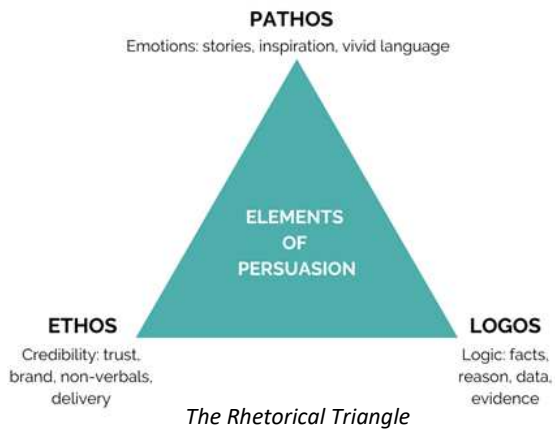 PATHOS
Emotions: stories, inspiration, vivid language
ELEMENTS
OF
PERSUASION
ETHOS
Credibility: trust,
brand, non-verbals,
delivery
LOGOS
Logic: facts,
reason, data,
evidence
The Rhetorical Triangle